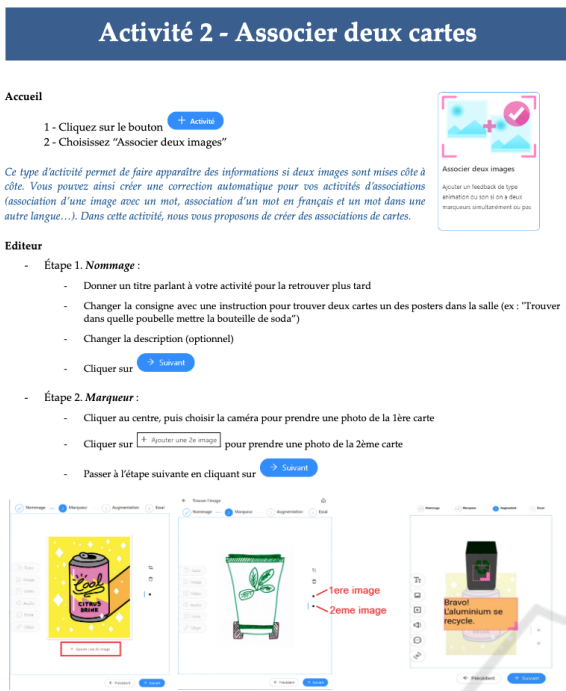 Activité 2 - Associer deux cartes
Accueil
1 - Cliquez sur le bouton + Activité
2 - Choisissez “Associer deux images”
Ce type d’activité permet de faire apparaître des informations si deux images sont mises côte à
côte. Vous pouvez ainsi créer une correction automatique pour vos activités d’associations
(association d’une image avec un mot, association d’un mot en français et un mot dans une
autre langue…). Dans cette activité, nous vous proposons de créer des associations de cartes.
Associer deux images
Ajouter un feedback de type
animation ou son si on a deux
marqueurs simultanément ou pas
Editeur
- Étape 1. Nommage :
- Donner un titre parlant à votre activité pour la retrouver plus tard
- Changer la consigne avec une instruction pour trouver deux cartes un des posters dans la salle (ex : "Trouver
dans quelle poubelle mettre la bouteille de soda”)
- Changer la description (optionnel)
- Cliquer sur → Suivant
- Étape 2. Marqueur :
- Cliquer au centre, puis choisir la caméra pour prendre une photo de la 1ère carte
- Cliquer sur + Ajouter une 2e image pour prendre une photo de la 2ème carte
- Passer à l’étape suivante en cliquant sur → Suivant
Nommage Marqueur Augmentation Essai
Cool
CITRUS
DRINK
+ Ajouter une 2e image
Précédent Suivant
Trouver l'image
Nommage Marqueur Augmentation Essai
1ere image
2eme image
Précédent Suivant
Nommage Marqueur Augmentation Essai
Tт
Bravo!
L'aluminium se
recycle.
Précédent Suivant